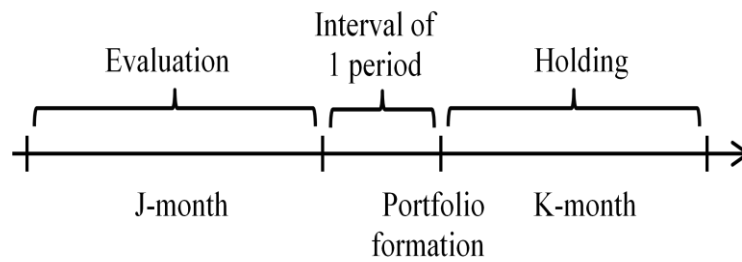 Evaluation
Interval of
1 period
Holding
J-month
Portfolio
formation
K-month